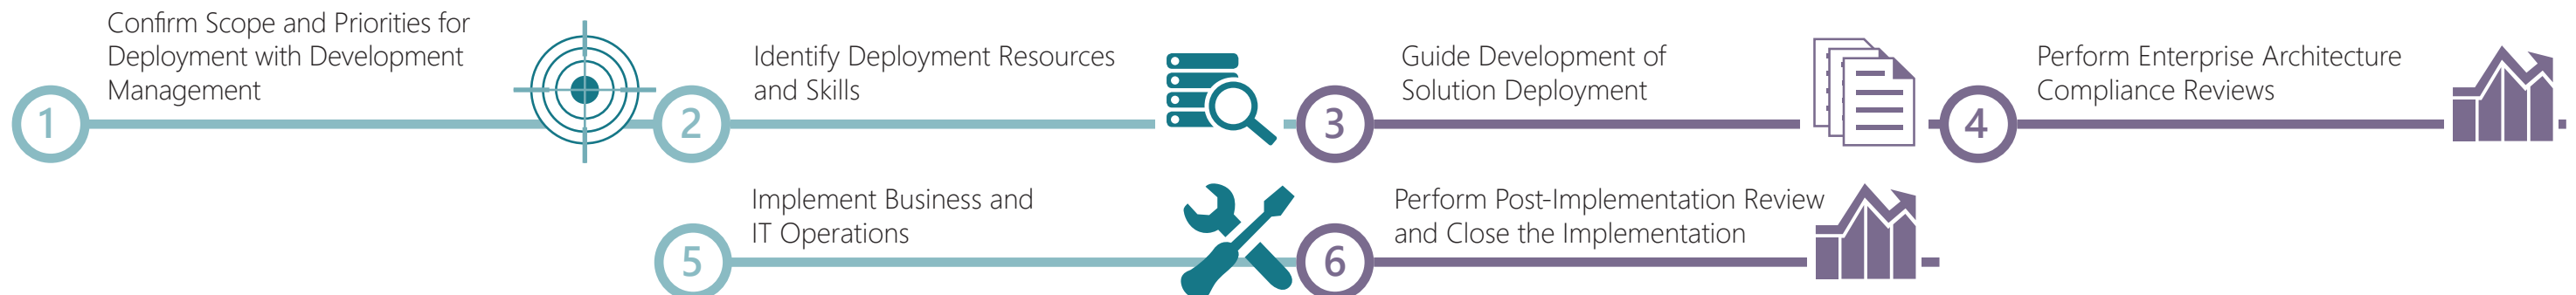 1
Confirm Scope and Priorities for
Deployment with Development
Management
2
Identify Deployment Resources
and Skills
3
Guide Development of
Solution Deployment
4
Perform Enterprise Architecture
Compliance Reviews
5
Implement Business and
IT Operations
6
Perform Post-Implementation Review
and Close the Implementation